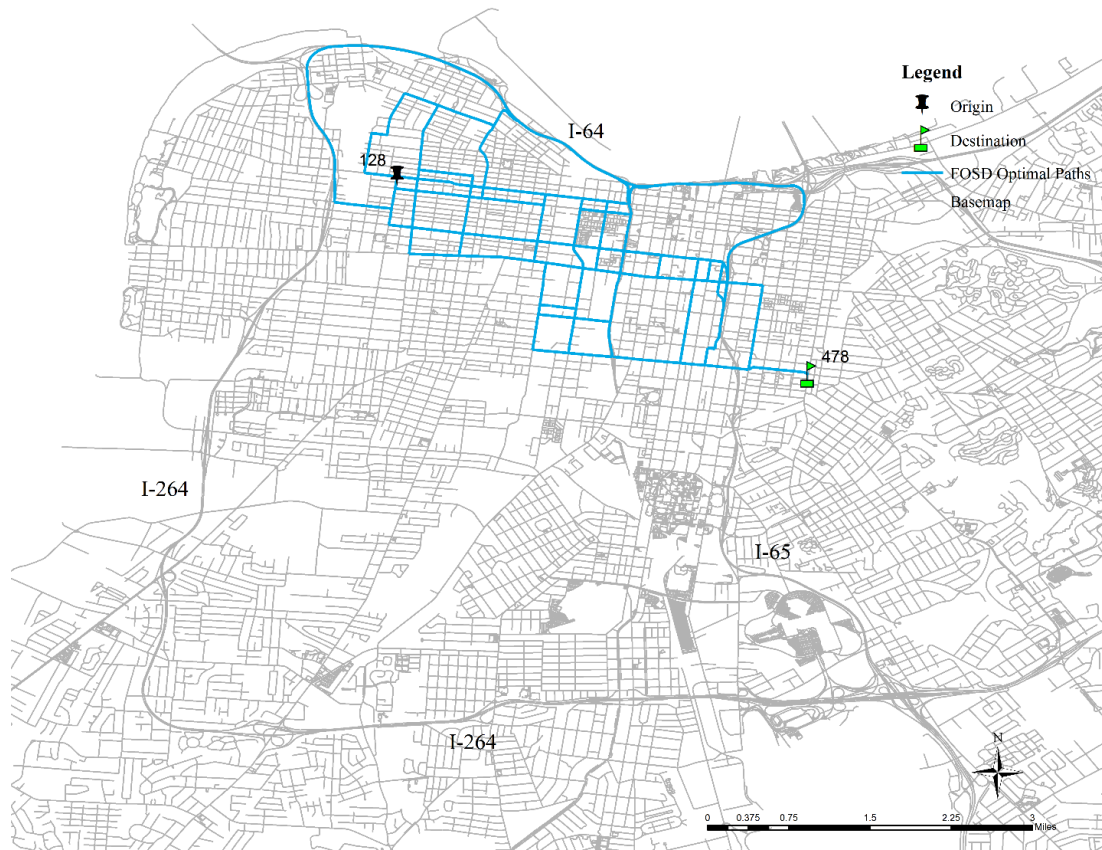 Legend
Origin
Destination
FOSD Optimal Paths
Basemap
I-64
128
478
I-264
I-65
I-264
N
0 0.375 0.75 1.5 2.25 3
Miles